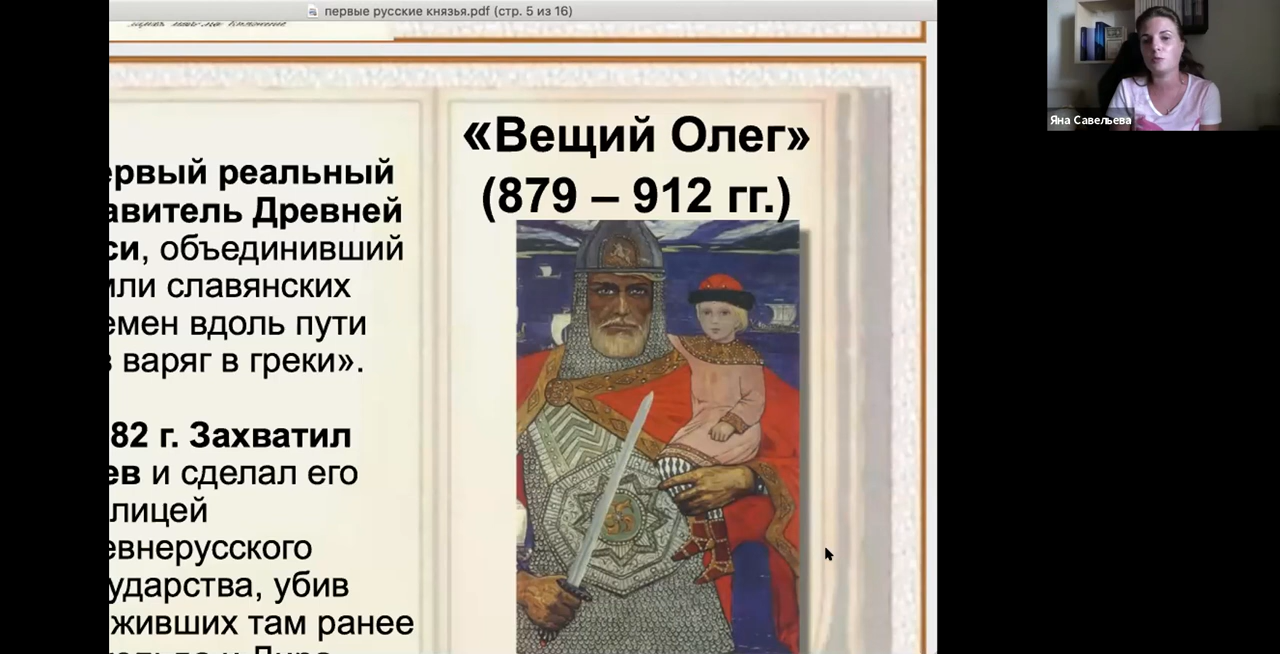 первые русские князья.pdf (стр. 5 из 16)
ервый реальный
авитель Древней
си, объединивший
или славянских
емен вдоль пути
варяг в греки».
82 г. Захватил
ев и сделал его
лицей
евнерусского
ударства, убив
живших там ранее
«Вещий Олег»
(879 – 912 гг.)
Яна Савельева